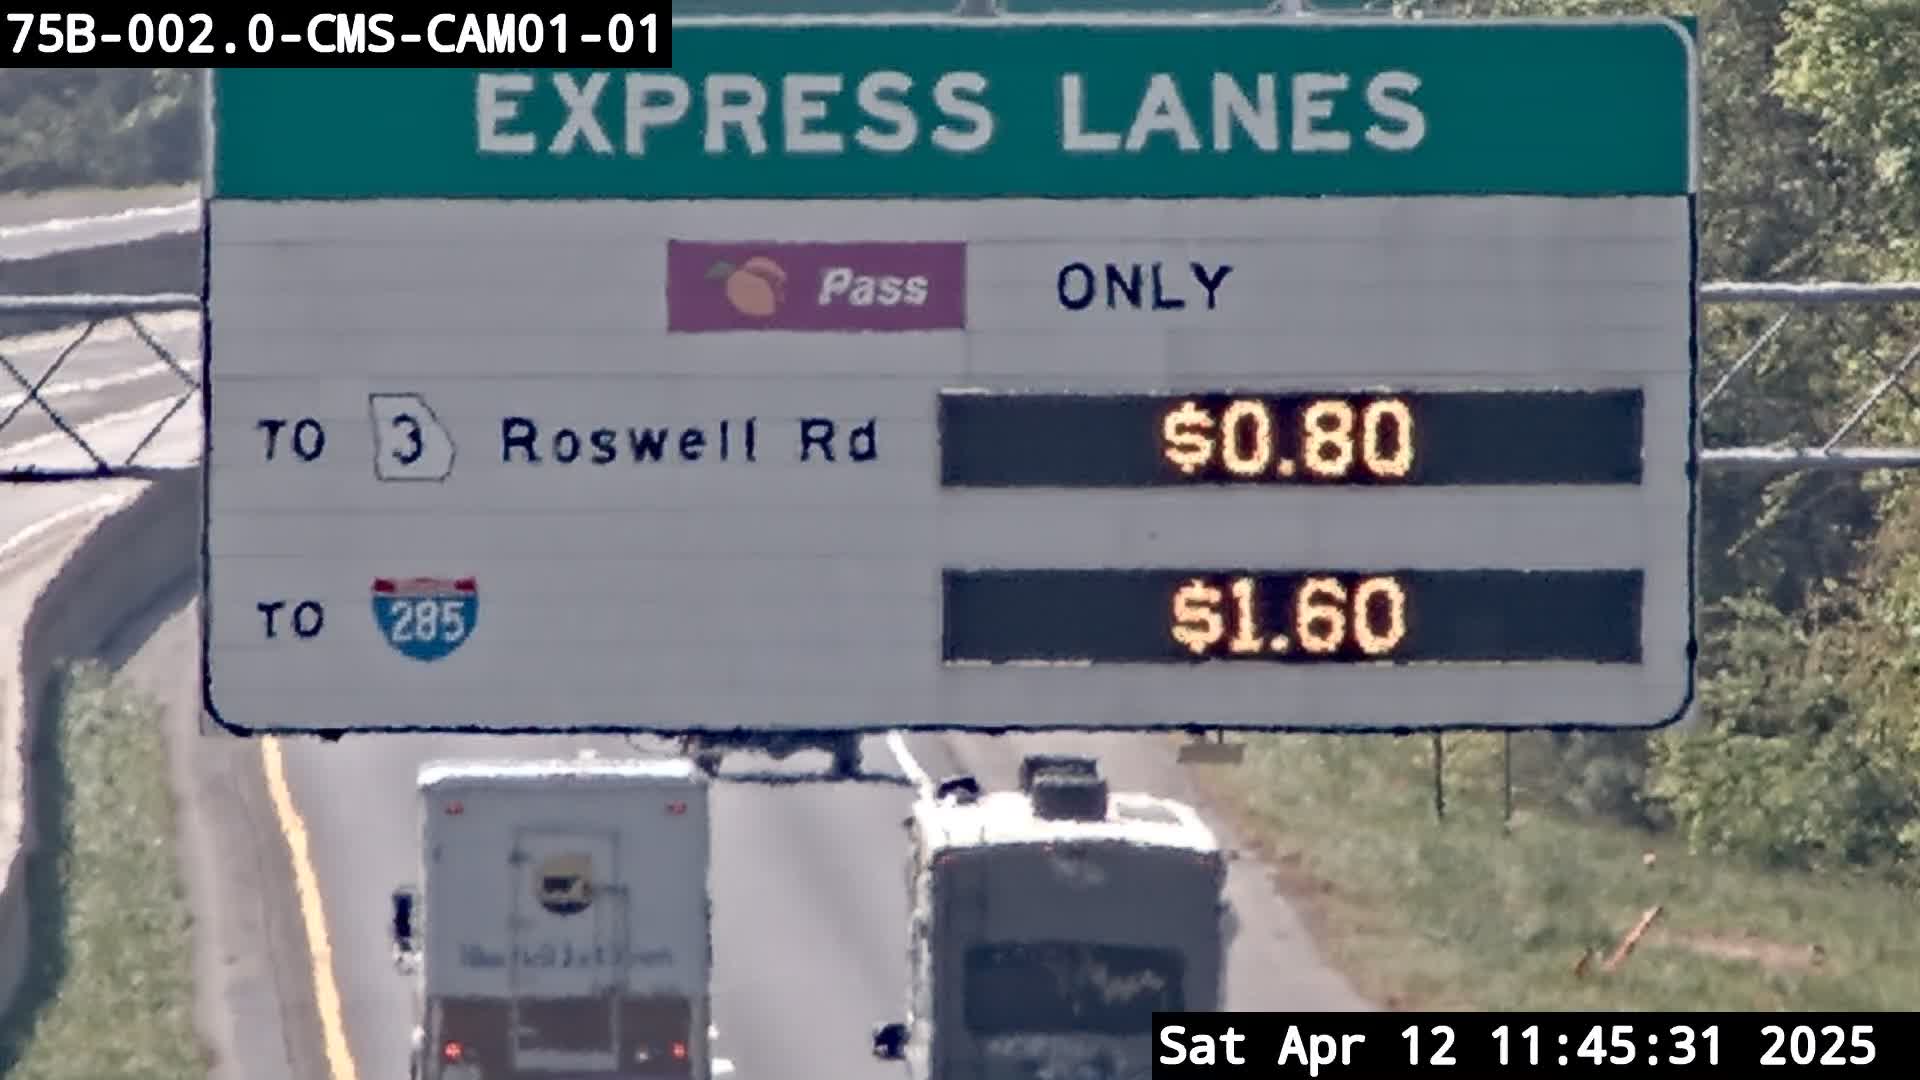 75B-002.0-CMS-CAM01-01
EXPRESS LANES
Pass ONLY
TO 3 Roswell Rd $0.80
TO 285 $1.60
Sat Apr 12 11:45:31 2025